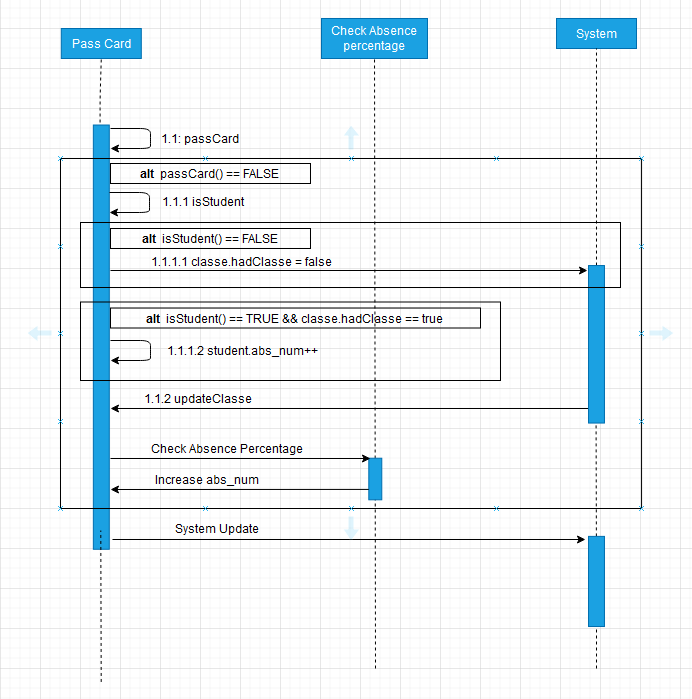 Pass Card
Check Absence
percentage
System
1.1: passCard
alt passCard() == FALSE
1.1.1 isStudent
alt isStudent() == FALSE
1.1.1.1 classe.hadClasse = false
alt isStudent() == TRUE && classe.hadClasse == true
1.1.1.2 student.abs_num++
1.1.2 updateClasse
Check Absence Percentage
Increase abs_num
System Update